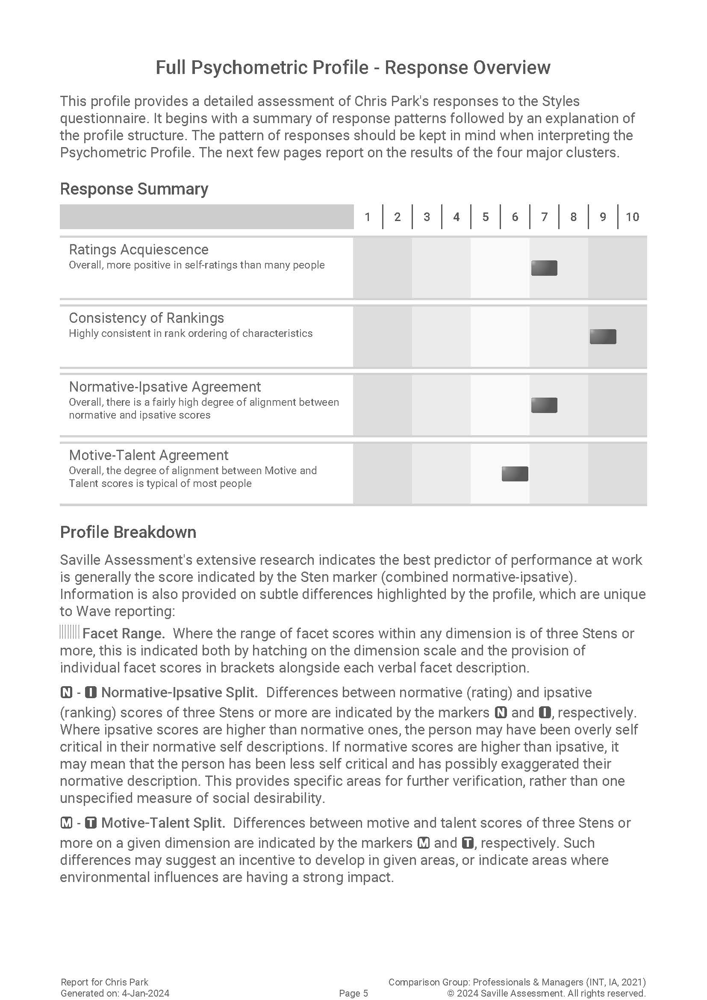 Full Psychometric Profile - Response Overview
This profile provides a detailed assessment of Chris Park's responses to the Styles
questionnaire. It begins with a summary of response patterns followed by an explanation of
the profile structure. The pattern of responses should be kept in mind when interpreting the
Psychometric Profile. The next few pages report on the results of the four major clusters.
Response Summary
1 2 3 4 5 6 7 8 9 10
Ratings Acquiescence
Overall, more positive in self-ratings than many people
Consistency of Rankings
Highly consistent in rank ordering of characteristics
Normative-Ipsative Agreement
Overall, there is a fairly high degree of alignment between
normative and ipsative scores
Motive-Talent Agreement
Overall, the degree of alignment between Motive and
Talent scores is typical of most people
Profile Breakdown
Saville Assessment's extensive research indicates the best predictor of performance at work
is generally the score indicated by the Sten marker (combined normative-ipsative).
Information is also provided on subtle differences highlighted by the profile, which are unique
to Wave reporting:
Facet Range. Where the range of facet scores within any dimension is of three Stens or
more, this is indicated both by hatching on the dimension scale and the provision of
individual facet scores in brackets alongside each verbal facet description.
N - I Normative-Ipsative Split. Differences between normative (rating) and ipsative
(ranking) scores of three Stens or more are indicated by the markers N and I, respectively.
Where ipsative scores are higher than normative ones, the person may have been overly self
critical in their normative self descriptions. If normative scores are higher than ipsative, it
may mean that the person has been less self critical and has possibly exaggerated their
normative description. This provides specific areas for further verification, rather than one
unspecified measure of social desirability.
M - T Motive-Talent Split. Differences between motive and talent scores of three Stens or
more on a given dimension are indicated by the markers M and T, respectively. Such
differences may suggest an incentive to develop in given areas, or indicate areas where
environmental influences are having a strong impact.
Report for Chris Park
Generated on: 4-Jan-2024
Page 5
Comparison Group: Professionals & Managers (INT, IA, 2021)
© 2024 Saville Assessment. All rights reserved.